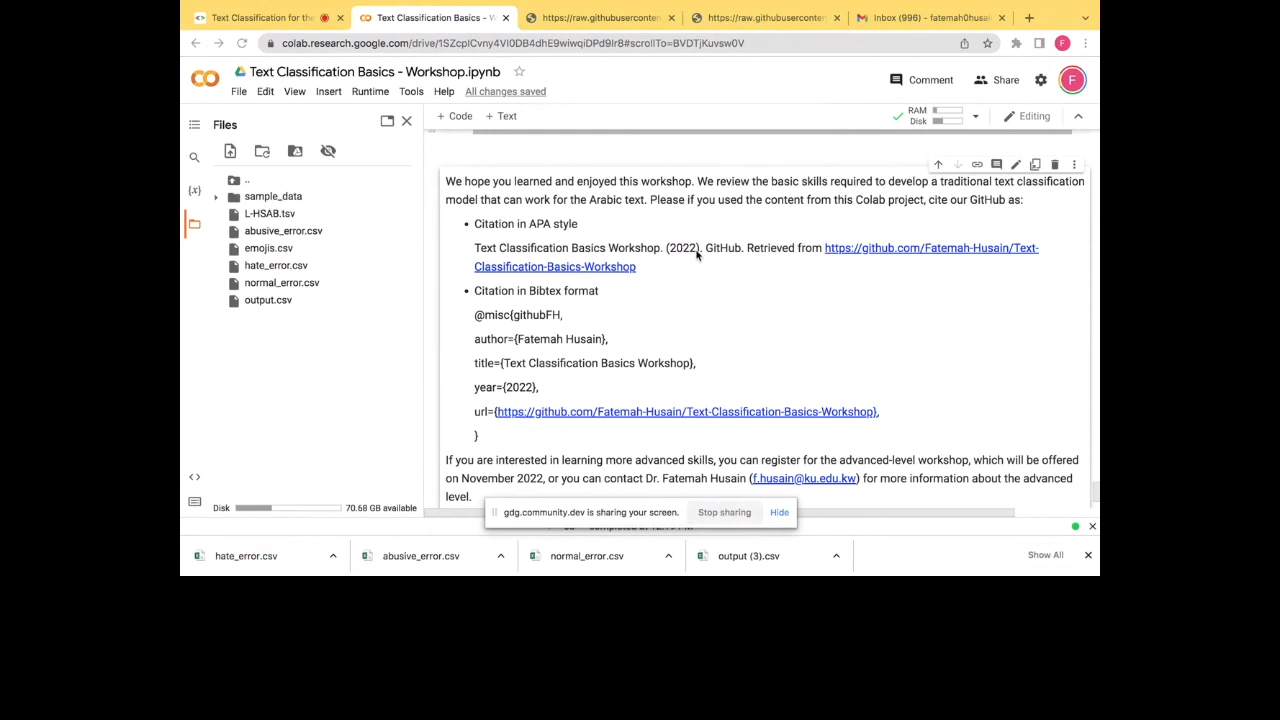 Text Classification for the
Text Classification Basics - W
https://raw.githubusercontent
https://raw.githubusercontent
Inbox (996) - fatemah0husai
colab.research.google.com/drive/1SZcplCvny4Vl0DB4dhE9wiwqiDPd9Ir8#scrollTo=BVDTjKuvsw0V
Text Classification Basics - Workshop.ipynb
Comment
Share
F
File Edit View Insert Runtime Tools Help All changes saved
Files
+ Code + Text
RAM
Disk
Editing
..
sample_data
L-HSAB.tsv
abusive_error.csv
emojis.csv
hate_error.csv
normal_error.csv
output.csv
Disk
70.68 GB available
We hope you learned and enjoyed this workshop. We review the basic skills required to develop a traditional text classification
model that can work for the Arabic text. Please if you used the content from this Colab project, cite our GitHub as:
• Citation in APA style
Text Classification Basics Workshop. (2022). GitHub. Retrieved from https://github.com/Fatemah-Husain/Text-
Classification-Basics-Workshop
• Citation in Bibtex format
@misc{githubFH,
author={Fatemah Husain},
title={Text Classification Basics Workshop},
year={2022},
url={https://github.com/Fatemah-Husain/Text-Classification-Basics-Workshop},
}
If you are interested in learning more advanced skills, you can register for the advanced-level workshop, which will be offered
on November 2022, or you can contact Dr. Fatemah Husain (f.husain@ku.edu.kw) for more information about the advanced
level.
gdg.community.dev is sharing your screen.
Stop sharing
Hide
hate_error.csv
abusive_error.csv
normal_error.csv
output (3).csv
Show All